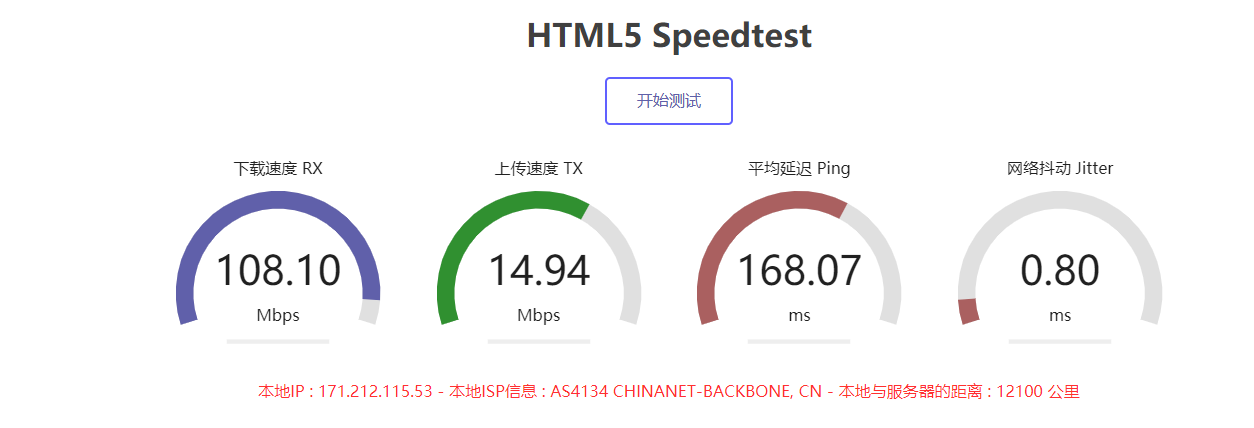 HTML5 Speedtest
开始测试
下载速度 RX
上传速度 TX
平均延迟 Ping
网络抖动 Jitter
108.10
14.94
168.07
0.80
Mbps
Mbps
ms
ms
本地IP : 171.212.115.53 - 本地ISP信息 : AS4134 CHINANET-BACKBONE, CN - 本地与服务器的距离 : 12100 公里